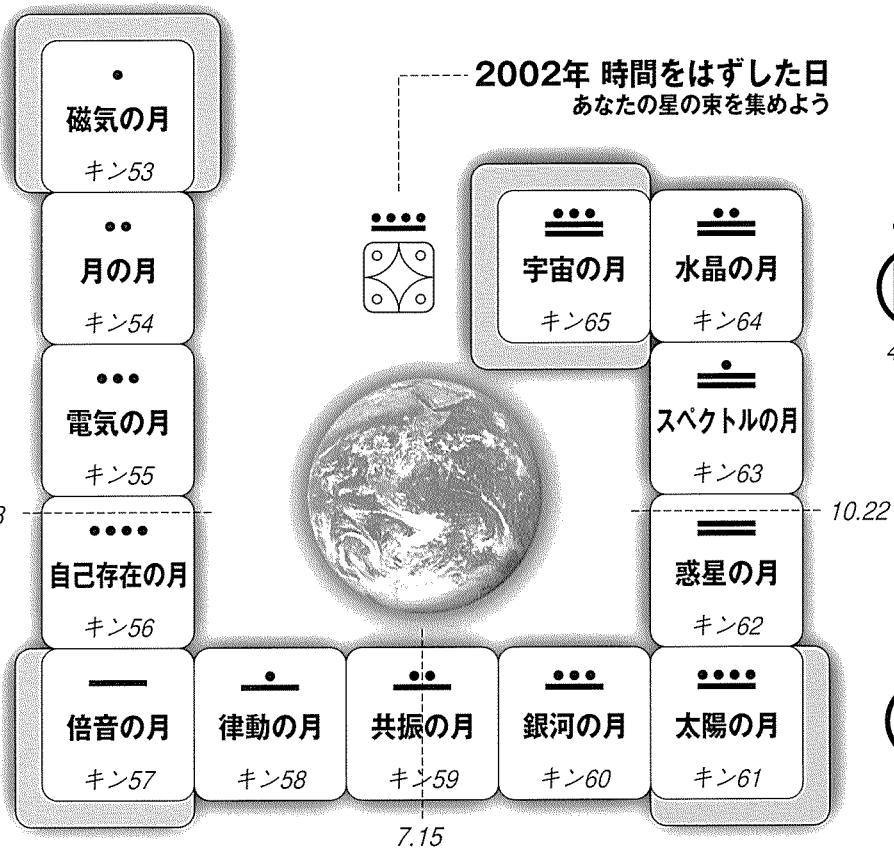 2002年 時間をはずした日
あなたの星の束を集めよう
磁気の月
キン53
月の月
キン54
電気の月
キン55
自己存在の月
キン56
倍音の月
キン57
律動の月
キン58
共振の月
キン59
銀河の月
キン60
太陽の月
キン61
惑星の月
キン62
スペクトルの月
キン63
水晶の月
キン64
宇宙の月
キン65
10.22
7.15